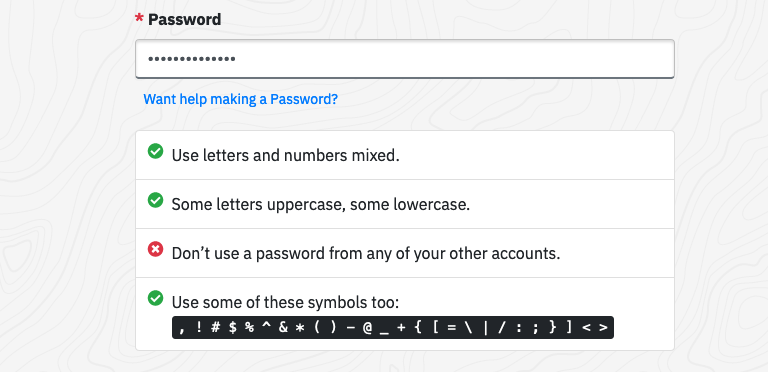 * Password
••••••••••••••
Want help making a Password?
Use letters and numbers mixed.
Some letters uppercase, some lowercase.
Don’t use a password from any of your other accounts.
Use some of these symbols too:
, ! # $ % ^ & * ( ) - @ _ + { [ = \ | / : ; } ] < >